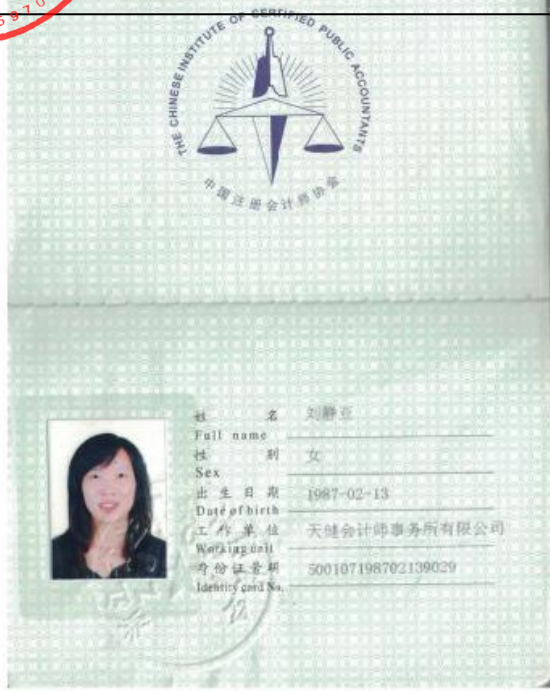 5970
THE CHINESE INSTITUTE OF CERTIFIED PUBLIC ACCOUNTANTS
中国注册会计师协会
姓 名 刘静亚
Full name
性 别 女
Sex
出生日期 1987-02-13
Date of birth
工作单位 天健会计师事务所有限公司
Working unit
身份证号码 500107198702139029
Identity card No.